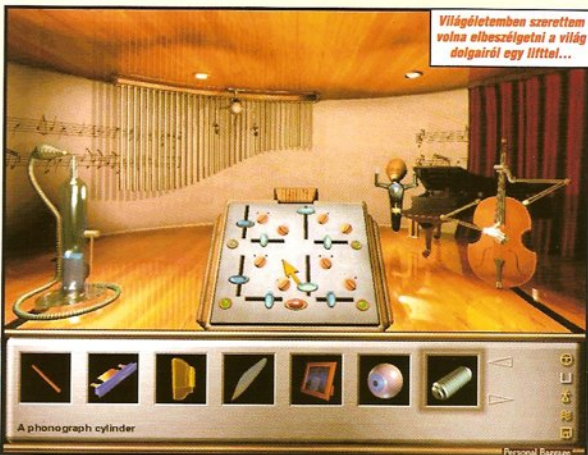 Világéletemben szerettem
volna elbeszélgetni a világ
dolgairól egy lifttel...
A phonograph cylinder
Personal Baggage